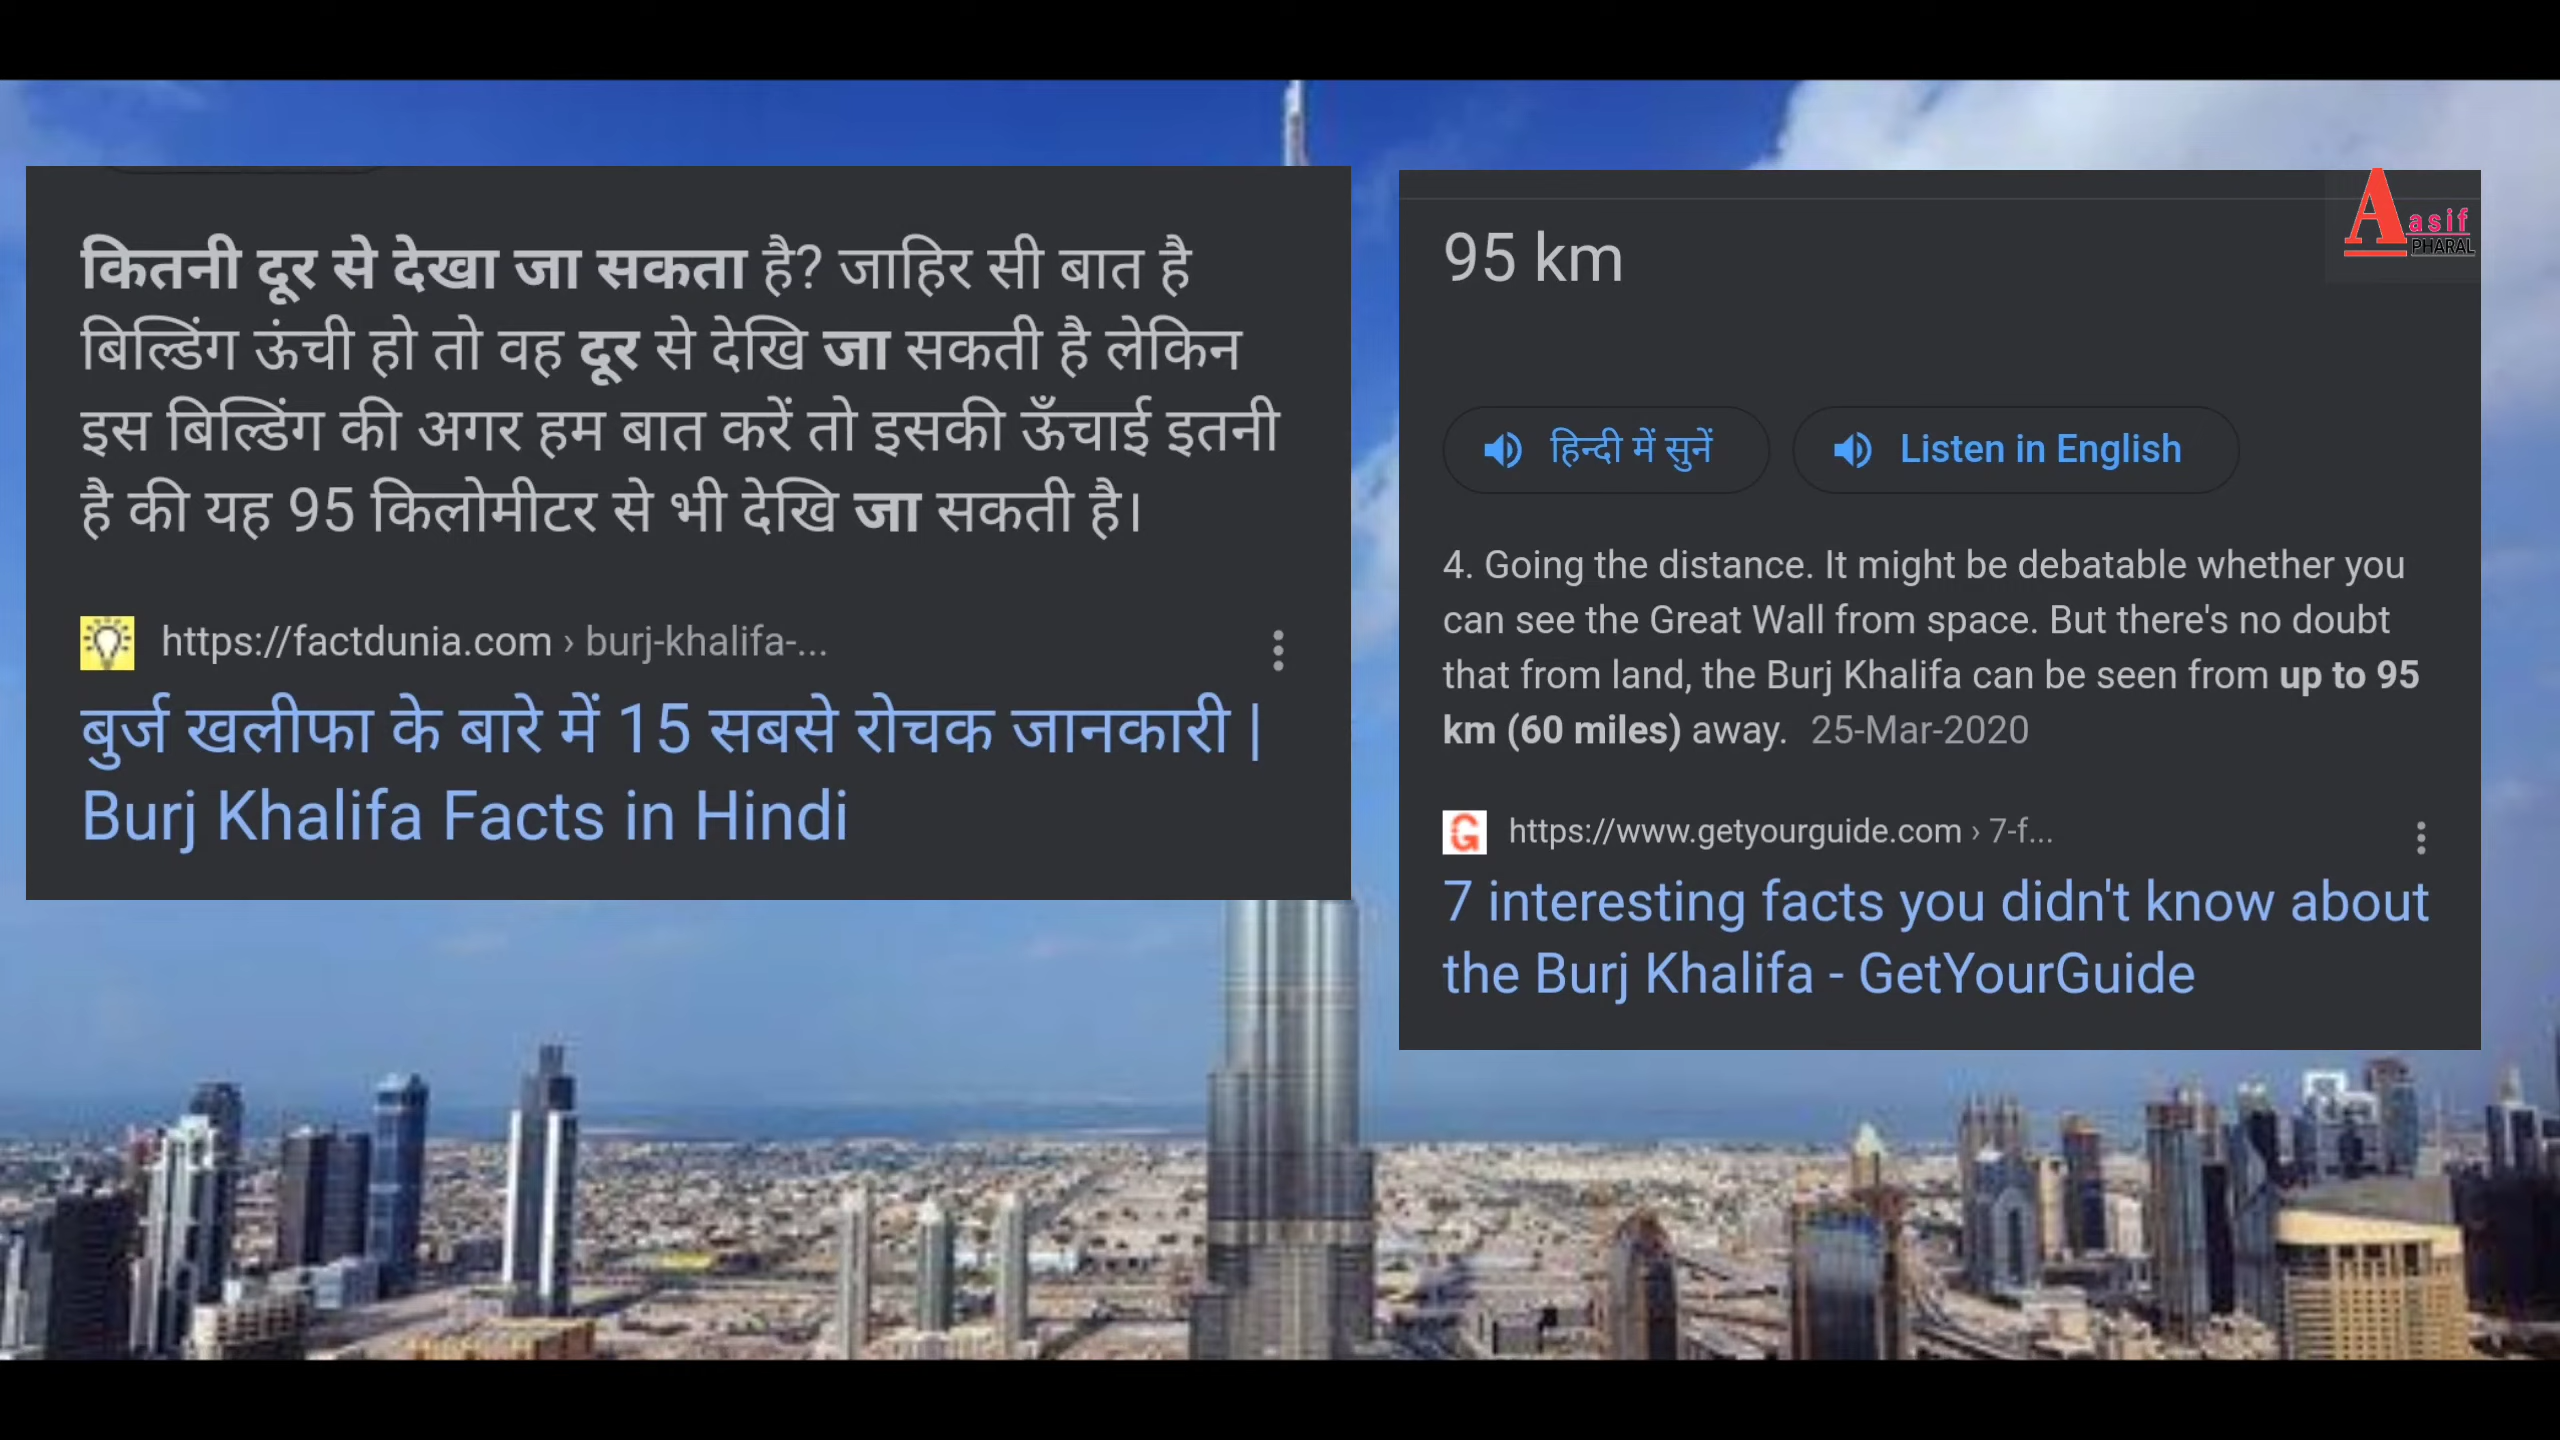 कितनी दूर से देखा जा सकता है? जाहिर सी बात है
बिल्डिंग ऊंची हो तो वह दूर से देखि जा सकती है लेकिन
इस बिल्डिंग की अगर हम बात करें तो इसकी ऊँचाई इतनी
है की यह 95 किलोमीटर से भी देखि जा सकती है।
https://factdunia.com › burj-khalifa-...
बुर्ज खलीफा के बारे में 15 सबसे रोचक जानकारी |
Burj Khalifa Facts in Hindi
Aasif
PHARAL
95 km
हिन्दी में सुनें
Listen in English
4. Going the distance. It might be debatable whether you
can see the Great Wall from space. But there's no doubt
that from land, the Burj Khalifa can be seen from up to 95
km (60 miles) away. 25-Mar-2020
https://www.getyourguide.com › 7-f...
7 interesting facts you didn't know about
the Burj Khalifa - GetYourGuide